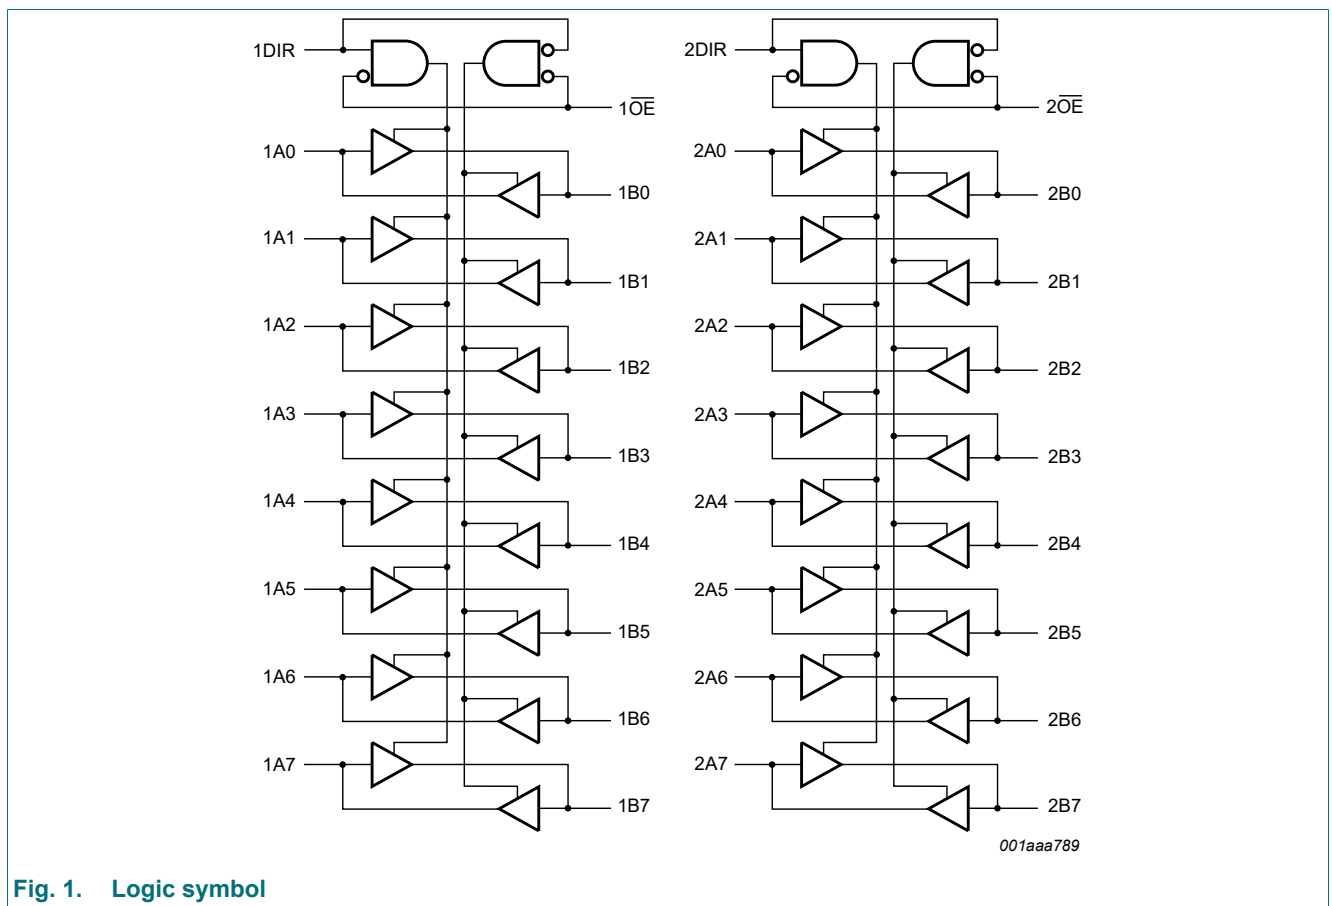 1DIR
1O̅E̅
1A0
1B0
1A1
1B1
1A2
1B2
1A3
1B3
1A4
1B4
1A5
1B5
1A6
1B6
1A7
1B7
2DIR
2O̅E̅
2A0
2B0
2A1
2B1
2A2
2B2
2A3
2B3
2A4
2B4
2A5
2B5
2A6
2B6
2A7
2B7
001aaa789
Fig. 1. Logic symbol